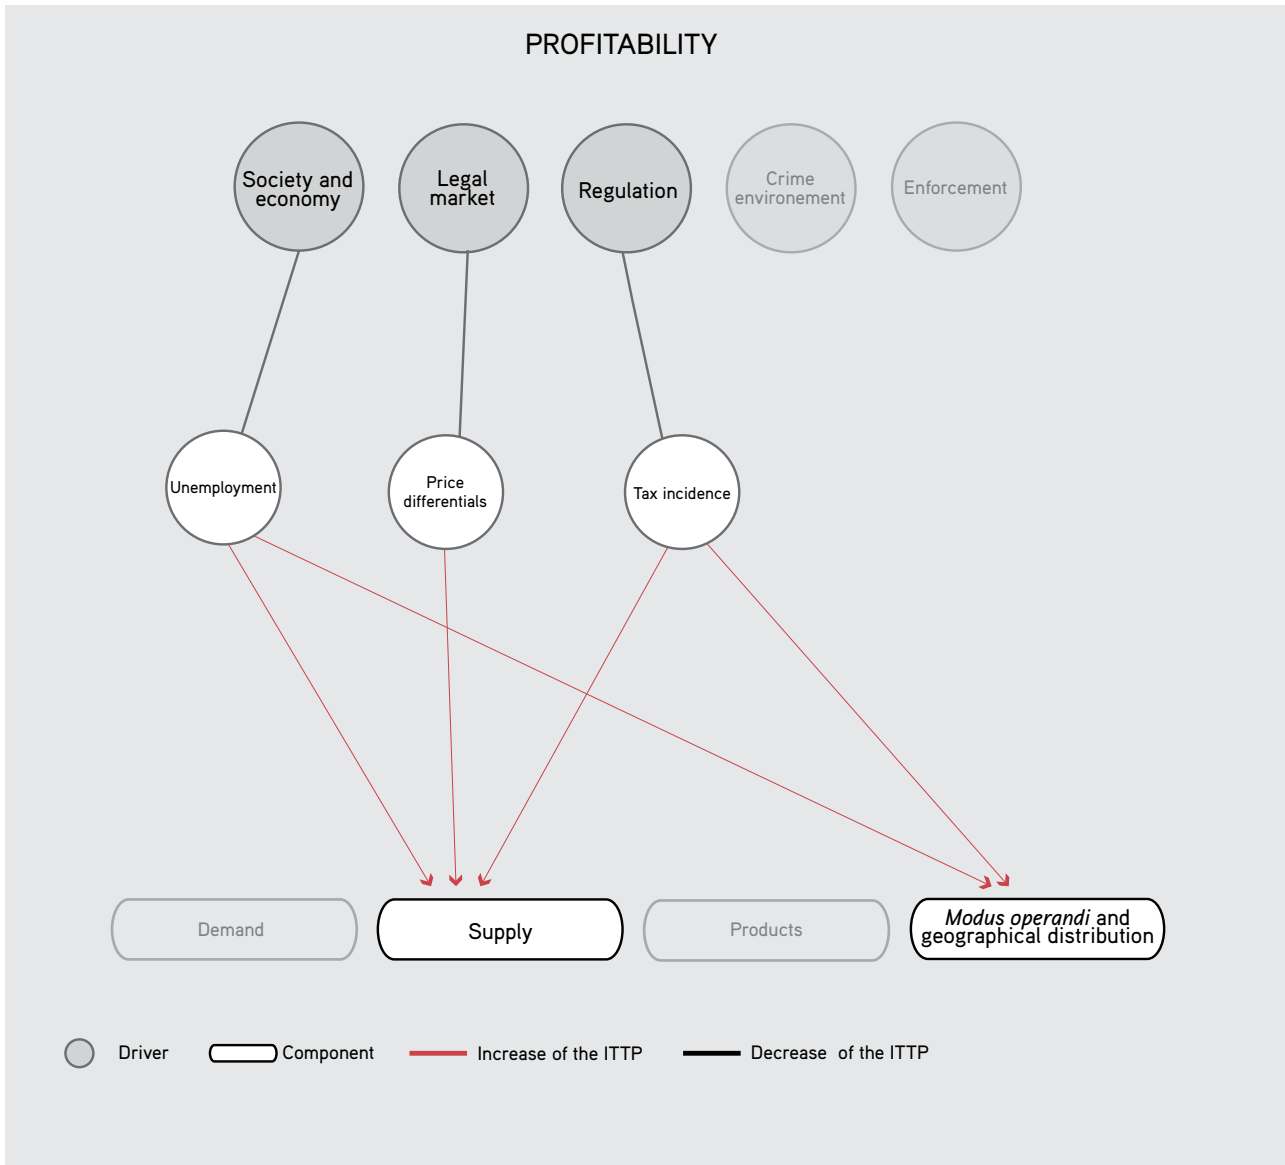 PROFITABILITY
Society and
economy
Legal
market
Regulation
Crime
environement
Enforcement
Unemployment
Price
differentials
Tax incidence
Demand
Supply
Products
Modus operandi and
geographical distribution
Driver
Component
Increase of the ITTP
Decrease of the ITTP